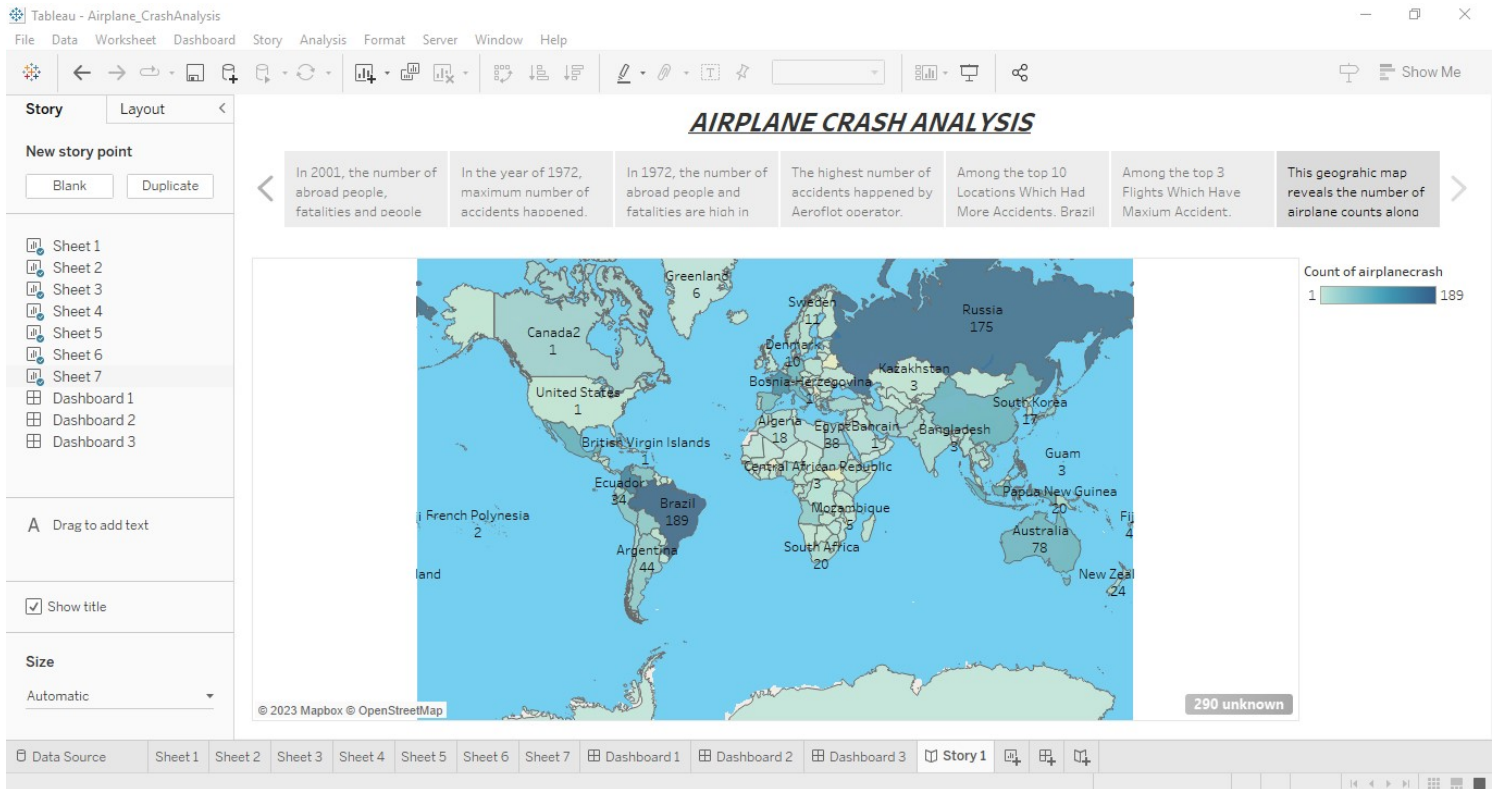 Tableau - Airplane_CrashAnalysis
File Data Worksheet Dashboard Story Analysis Format Server Window Help
Show Me
Story Layout
New story point
Blank Duplicate
Sheet 1
Sheet 2
Sheet 3
Sheet 4
Sheet 5
Sheet 6
Sheet 7
Dashboard 1
Dashboard 2
Dashboard 3
A Drag to add text
Show title
Size
Automatic
AIRPLANE CRASH ANALYSIS
In 2001, the number of
abroad people,
fatalities and people
In the year of 1972,
maximum number of
accidents happened.
In 1972, the number of
abroad people and
fatalities are high in
The highest number of
accidents happened by
Aeroflot operator.
Among the top 10
Locations Which Had
More Accidents. Brazil
Among the top 3
Flights Which Have
Maxium Accident.
This geograhic map
reveals the number of
airplane counts along
Count of airplanecrash
1 189
Greenland
6
Sweden
11
Russia
175
Canada2
1
Denmark
10
Kazakhstan
3
Bosnia-Herzegovina
1
United States
1
South Korea
17
Algeria
18
Egypt
38
Bahrain
1
Bangladesh
3
British Virgin Islands
1
Guam
3
Central African Republic
3
Ecuador
34
Brazil
189
Papua New Guinea
20
Mozambique
5
i French Polynesia
2
Fij
4
Australia
78
South Africa
20
Argentina
44
land
New Zeal
24
© 2023 Mapbox © OpenStreetMap
290 unknown
Data Source Sheet 1 Sheet 2 Sheet 3 Sheet 4 Sheet 5 Sheet 6 Sheet 7 Dashboard 1 Dashboard 2 Dashboard 3 Story 1